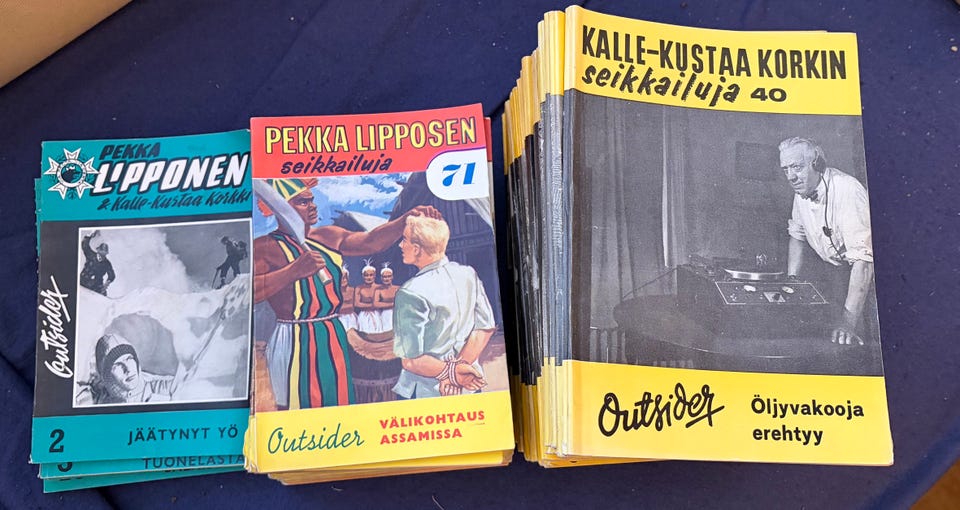 PEKKA
LIPPONEN
& Kalle-Kustaa Korkki
Outsider
2
JÄÄTYNYT YÖ
TUONELASTA
PEKKA LIPPOSEN
seikkailuja
71
Outsider
VÄLIKOHTAUS
ASSAMISSA
KALLE-KUSTAA KORKIN
seikkailuja 40
Outsider
Öljyvakooja
erehtyy